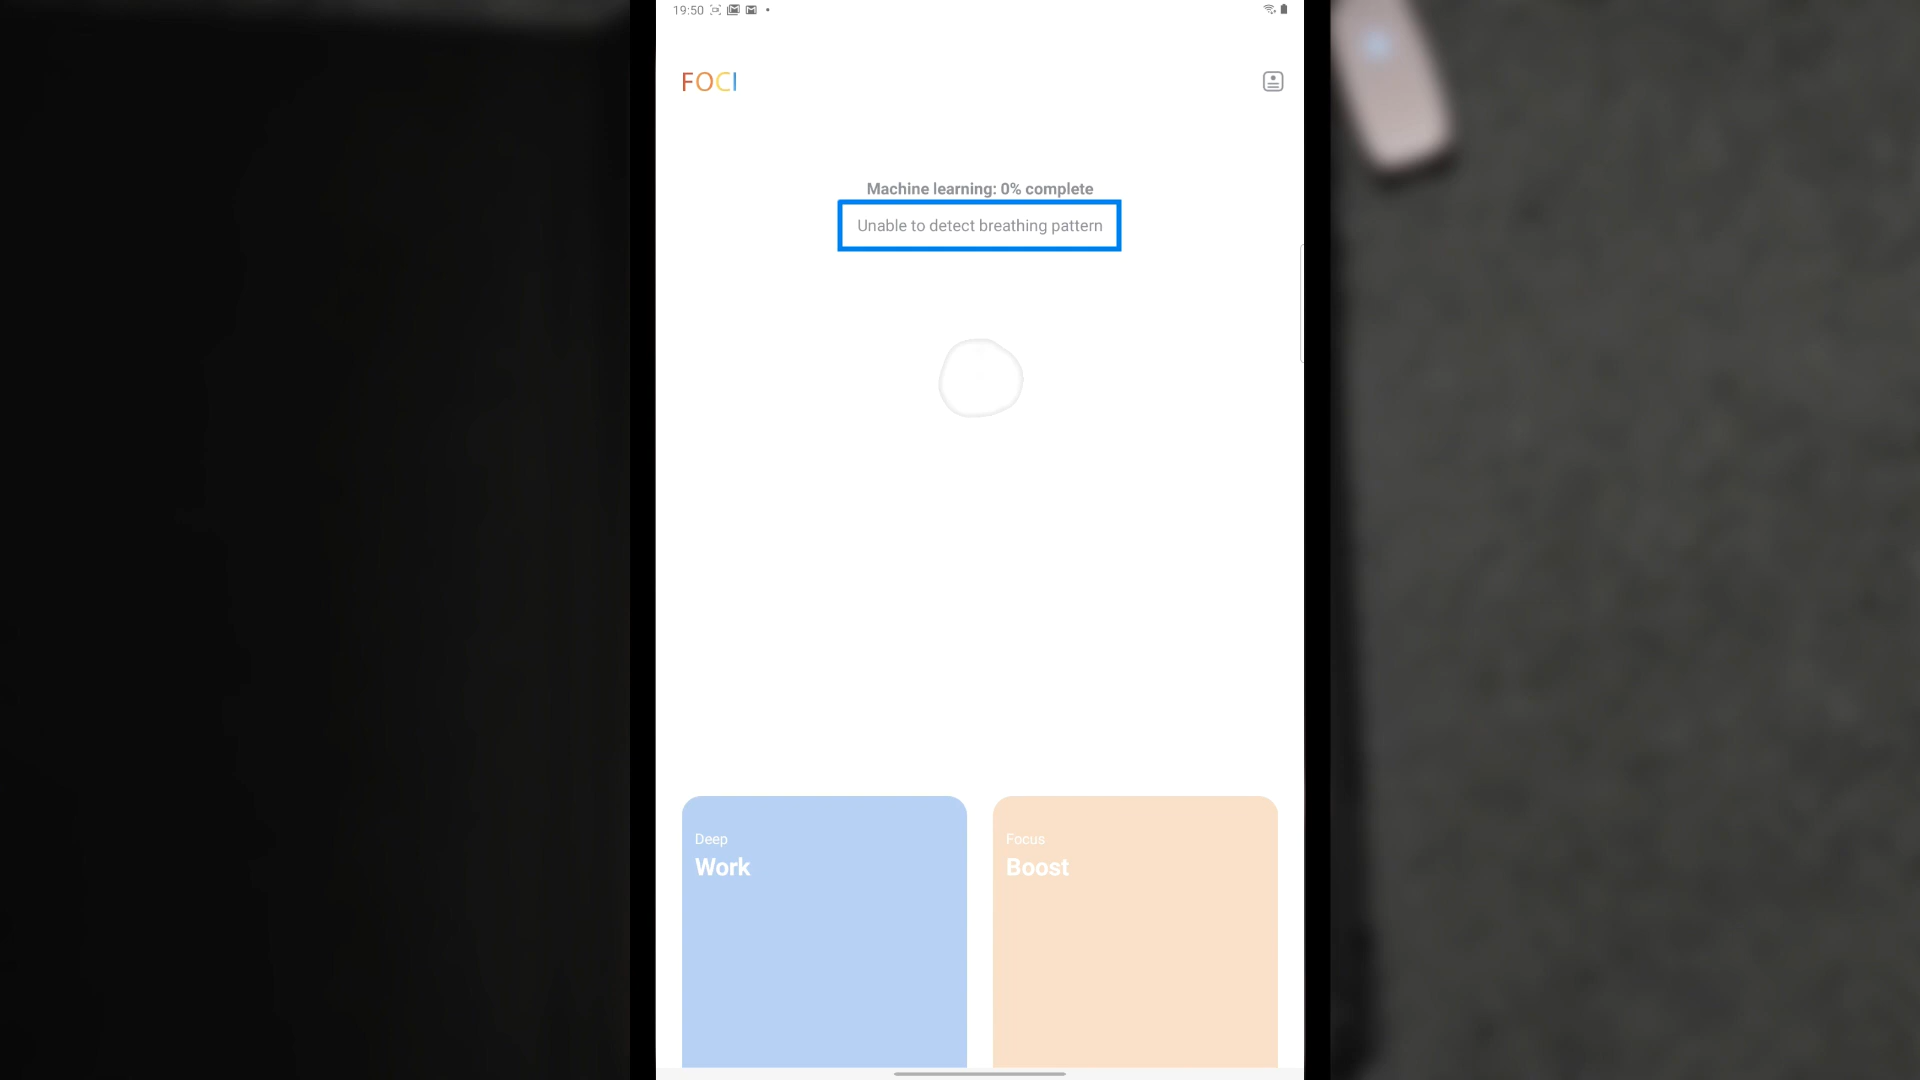 19:50
FOCI
Machine learning: 0% complete
Unable to detect breathing pattern
Deep
Work
Focus
Boost